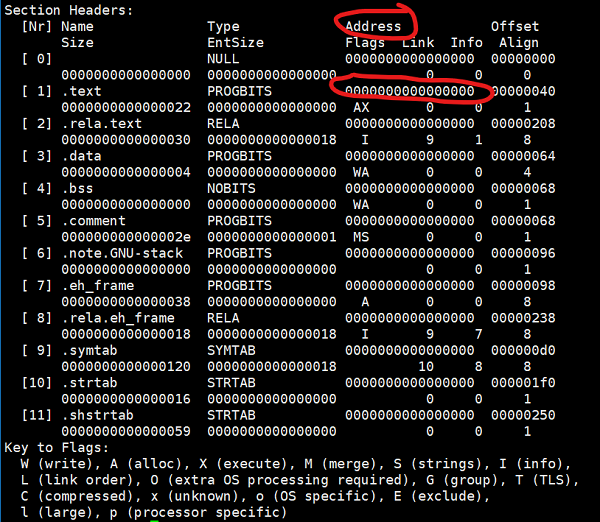 Section Headers:
[Nr] Name Type Address Offset
Size EntSize Flags Link Info Align
[ 0] NULL 0000000000000000 00000000
0000000000000000 0000000000000000 0 0 0
[ 1] .text PROGBITS 0000000000000000 00000040
0000000000000022 0000000000000000 AX 0 0 1
[ 2] .rela.text RELA 0000000000000000 00000208
0000000000000030 0000000000000018 I 9 1 8
[ 3] .data PROGBITS 0000000000000000 00000064
0000000000000004 0000000000000000 WA 0 0 4
[ 4] .bss NOBITS 0000000000000000 00000068
0000000000000000 0000000000000000 WA 0 0 1
[ 5] .comment PROGBITS 0000000000000000 00000068
000000000000002e 0000000000000001 MS 0 0 1
[ 6] .note.GNU-stack PROGBITS 0000000000000000 00000096
0000000000000000 0000000000000000 0 0 1
[ 7] .eh_frame PROGBITS 0000000000000000 00000098
0000000000000038 0000000000000000 A 0 0 8
[ 8] .rela.eh_frame RELA 0000000000000000 00000238
0000000000000018 0000000000000018 I 9 7 8
[ 9] .symtab SYMTAB 0000000000000000 000000d0
0000000000000120 0000000000000018 10 8 8
[10] .strtab STRTAB 0000000000000000 000001f0
0000000000000016 0000000000000000 0 0 1
[11] .shstrtab STRTAB 0000000000000000 00000250
0000000000000059 0000000000000000 0 0 1
Key to Flags:
W (write), A (alloc), X (execute), M (merge), S (strings), I (info),
L (link order), O (extra OS processing required), G (group), T (TLS),
C (compressed), x (unknown), o (OS specific), E (exclude),
l (large), p (processor specific)